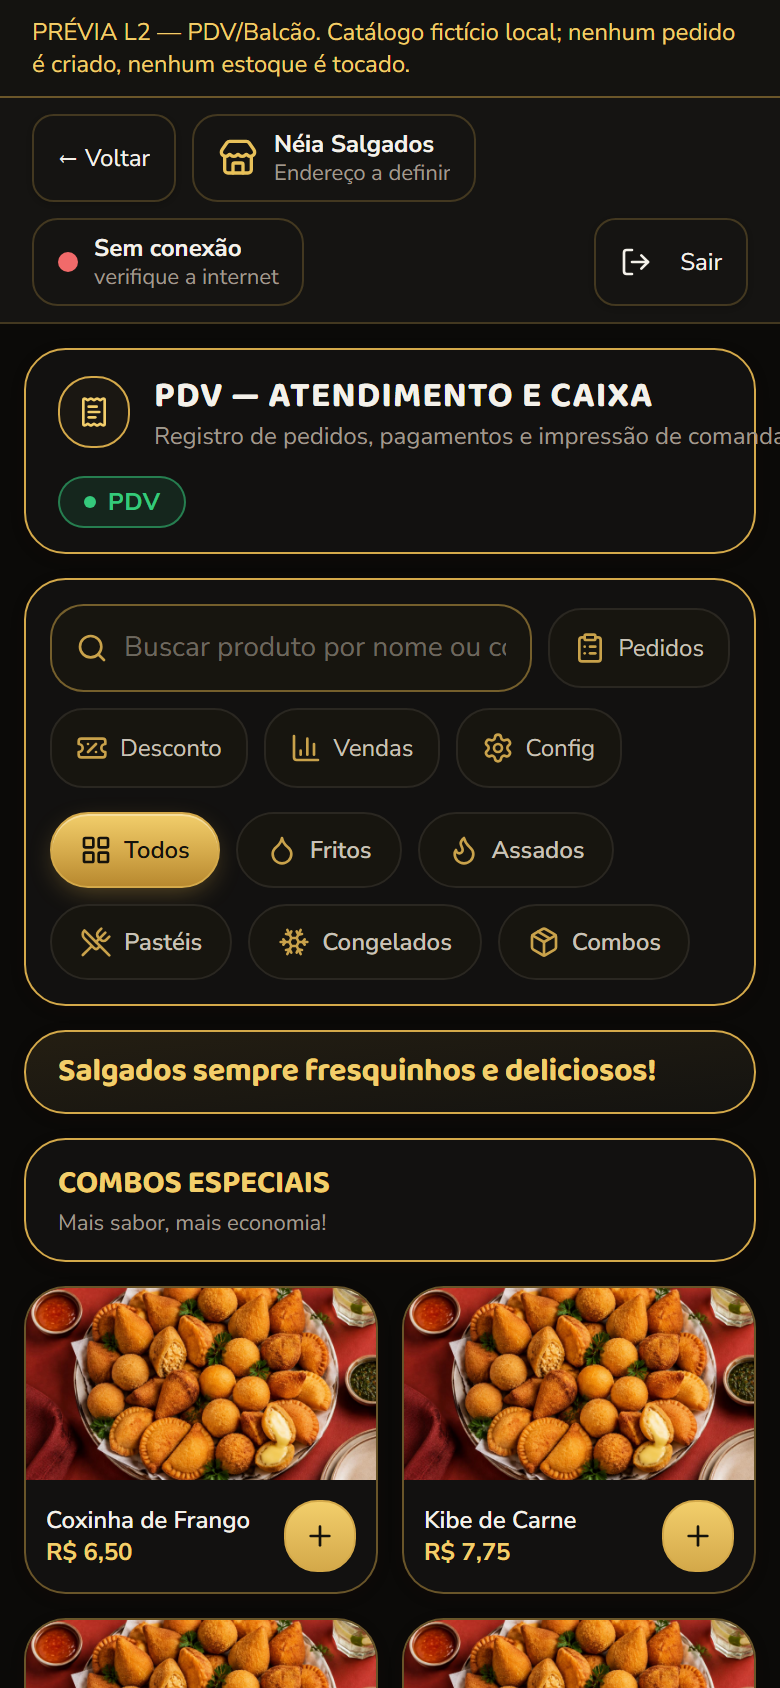 PRÉVIA L2 — PDV/Balcão. Catálogo fictício local; nenhum pedido
é criado, nenhum estoque é tocado.
← Voltar
Néia Salgados
Endereço a definir
Sem conexão
verifique a internet
Sair
PDV — ATENDIMENTO E CAIXA
Registro de pedidos, pagamentos e impressão de comanda
PDV
Buscar produto por nome ou có
Pedidos
Desconto
Vendas
Config
Todos
Fritos
Assados
Pastéis
Congelados
Combos
Salgados sempre fresquinhos e deliciosos!
COMBOS ESPECIAIS
Mais sabor, mais economia!
Coxinha de Frango
R$ 6,50
Kibe de Carne
R$ 7,75